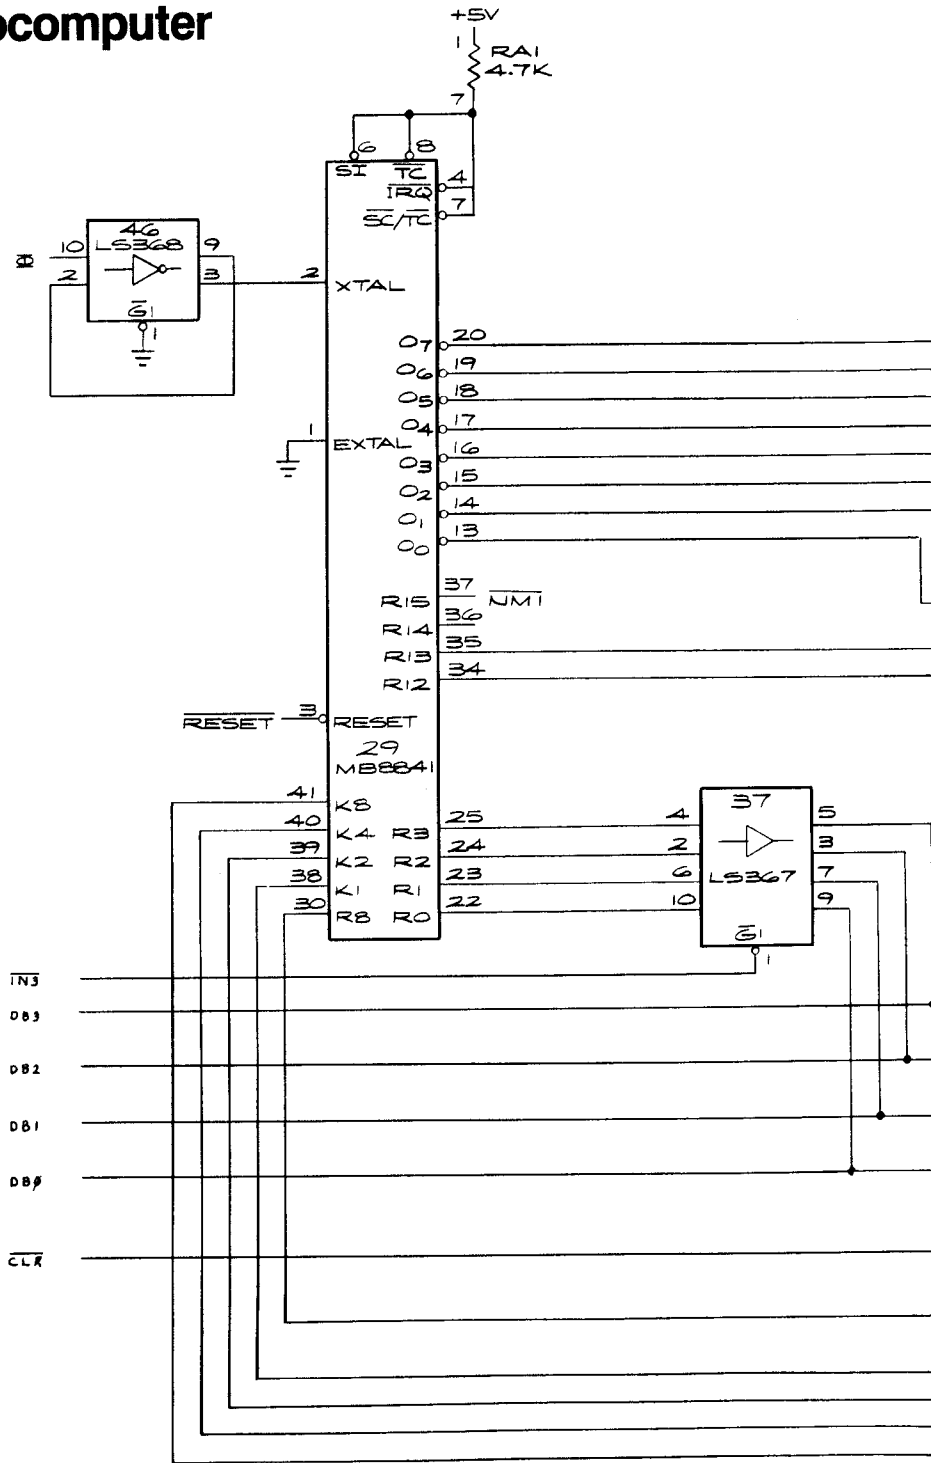 ocomputer
+5V
1
RA1
4.7K
7
6
8
SI
TC
IRQ
4
SC/TC
7
46
10
LS368
9
Φ
2
3
G1
1
2
XTAL
O7
20
O6
19
O5
18
O4
17
1
EXTAL
O3
16
O2
15
O1
14
O0
13
R15
37
NMI
R14
36
R13
35
R12
34
RESET
3
RESET
29
MB8841
41
K8
40
K4
R3
25
39
K2
R2
24
38
K1
R1
23
30
R8
R0
22
37
4
5
2
3
6
LS367
7
10
9
G1
1
IN3
DB3
DB2
DB1
DBØ
CLR